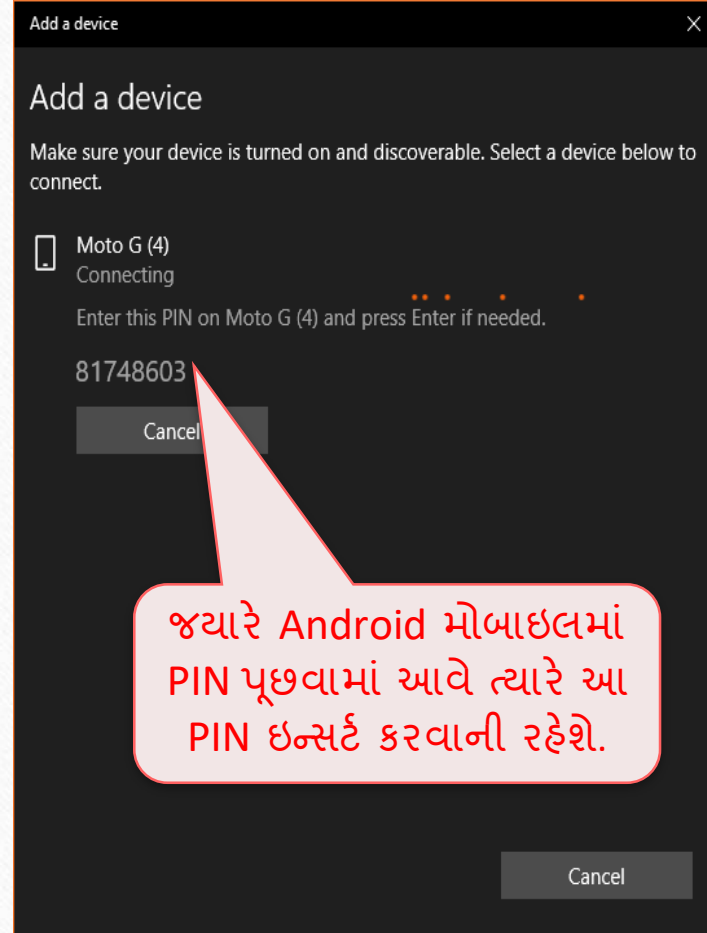 Add a device
Add a device
Make sure your device is turned on and discoverable. Select a device below to
connect.
Moto G (4)
Connecting
Enter this PIN on Moto G (4) and press Enter if needed.
81748603
Cancel
જયારે Android મોબાઇલમાં
PIN પૂછવામાં આવે ત્યારે આ
PIN ઇન્સર્ટ કરવાની રહેશે.
Cancel